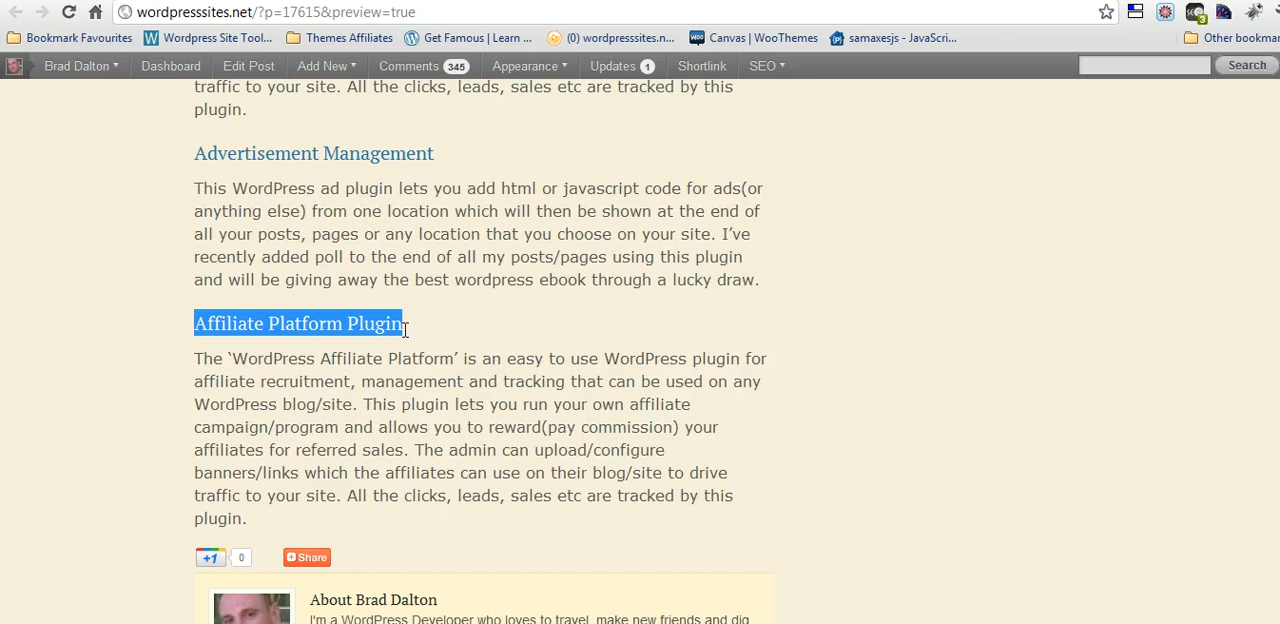 wordpresssites.net/?p=17615&preview=true
Bookmark Favourites WordPress Site Tool... Themes Affiliates Get Famous | Learn ... (0) wordpresssites.n... Canvas | WooThemes samaxesjs - JavaScri... Other bookmar
Brad Dalton Dashboard Edit Post Add New Comments 345 Appearance Updates 1 Shortlink SEO Search
traffic to your site. All the clicks, leads, sales etc are tracked by this
plugin.
Advertisement Management
This WordPress ad plugin lets you add html or javascript code for ads(or
anything else) from one location which will then be shown at the end of
all your posts, pages or any location that you choose on your site. I’ve
recently added poll to the end of all my posts/pages using this plugin
and will be giving away the best wordpress ebook through a lucky draw.
Affiliate Platform Plugin
The ‘WordPress Affiliate Platform’ is an easy to use WordPress plugin for
affiliate recruitment, management and tracking that can be used on any
WordPress blog/site. This plugin lets you run your own affiliate
campaign/program and allows you to reward(pay commission) your
affiliates for referred sales. The admin can upload/configure
banners/links which the affiliates can use on their blog/site to drive
traffic to your site. All the clicks, leads, sales etc are tracked by this
plugin.
+1 0 Share
About Brad Dalton
I'm a WordPress Developer who loves to travel, make new friends and dig